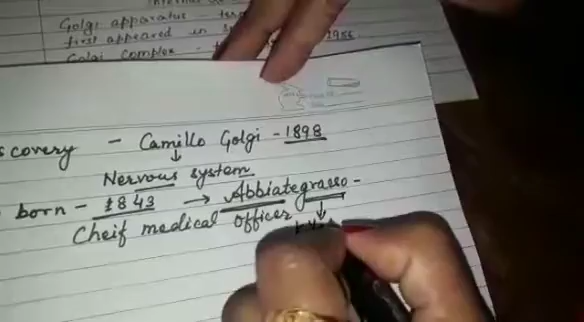 Golgi apparatus -
first appeared in 1956
Golgi Complex -
scovery - Camillo Golgi - 1898
↓
Nervous system
born - 1843 → Abbiategrasso -
↓
Cheif medical officer